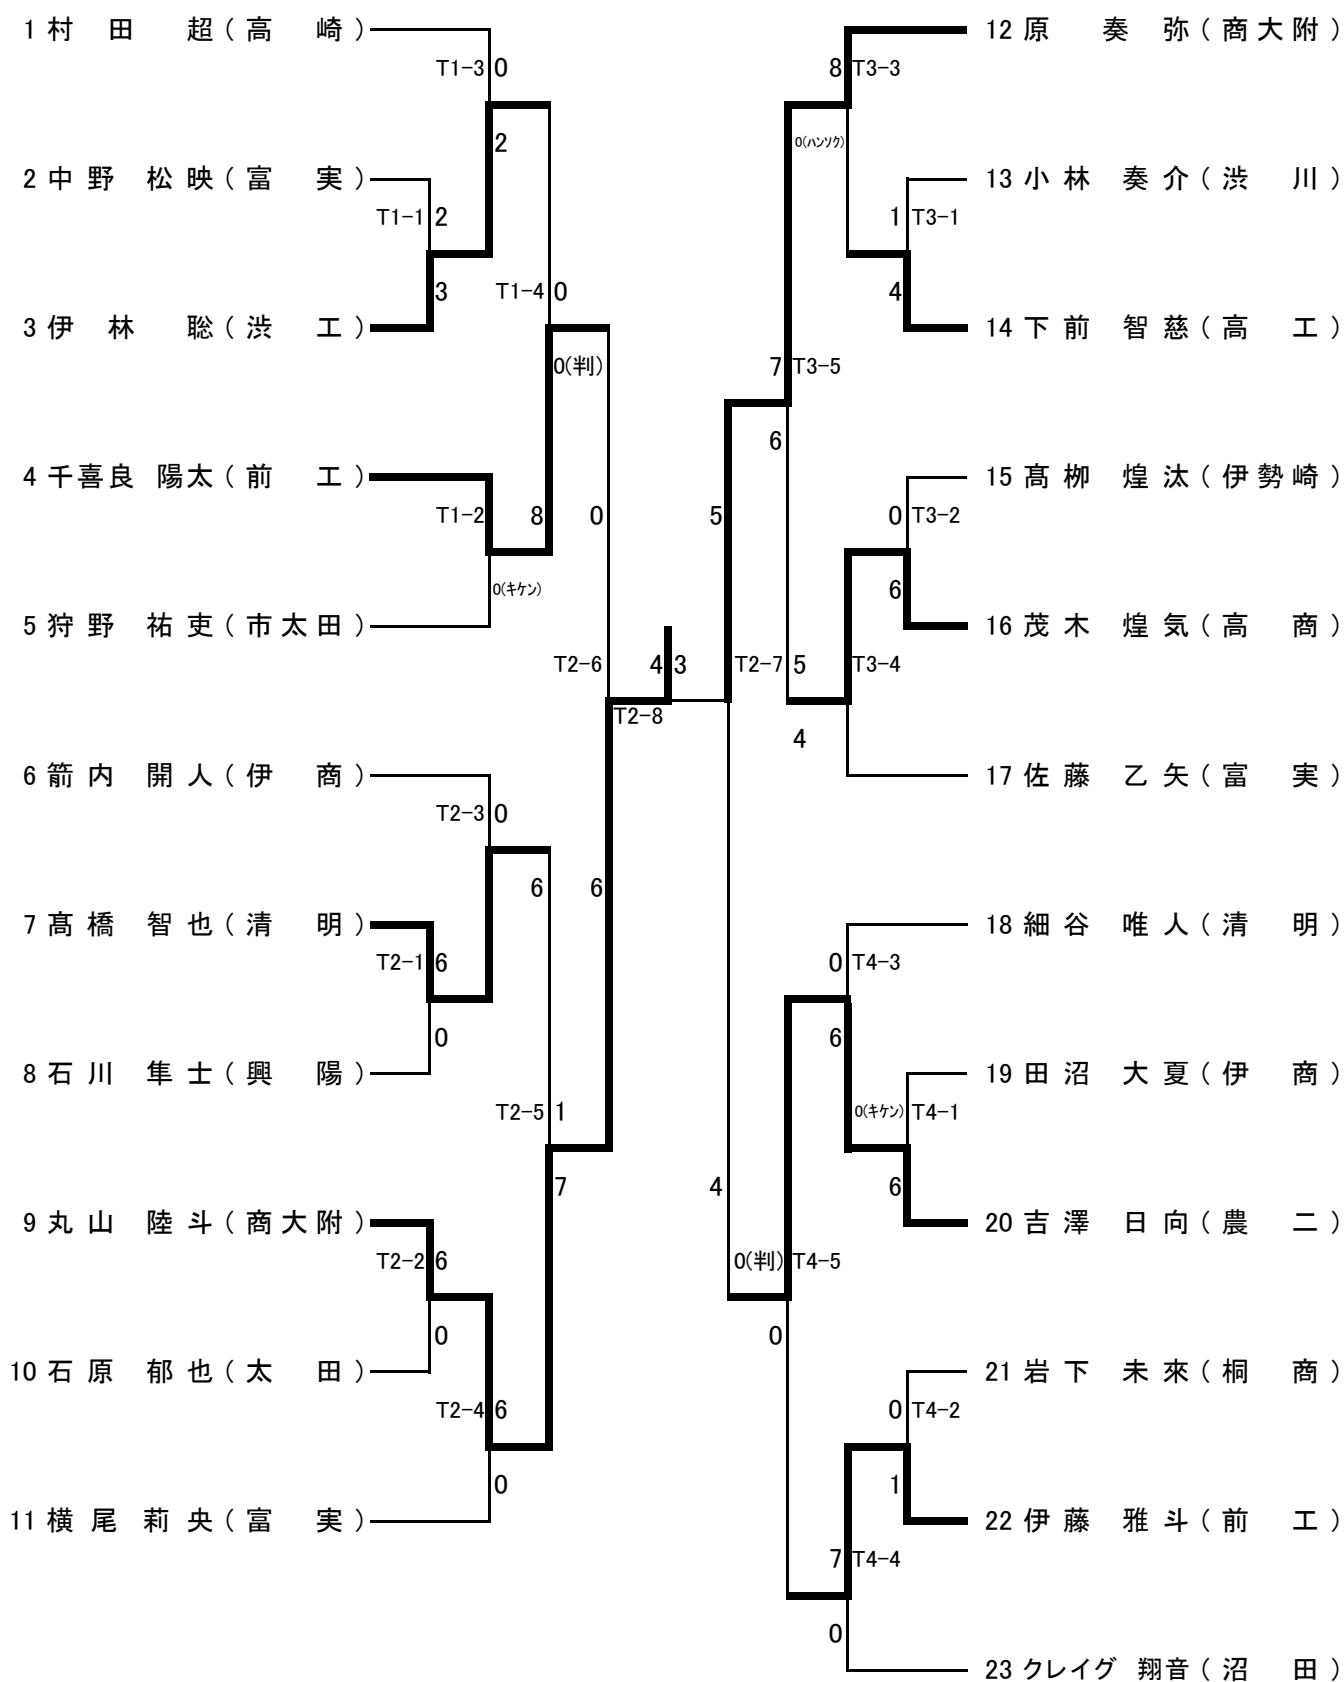 1 村 田 超 ( 高 崎 )
T1-3 0
2
2 中 野 松 映 ( 富 実 )
T1-1 2
3
T1-4 0
3 伊 林 聡 ( 渋 工 )
0(判)
4 千喜良 陽太 ( 前 工 )
T1-2
8
0
0(キケン)
5 狩 野 祐 吏 ( 市 太 田 )
T2-6
4 3
T2-8
6 箭 内 開 人 ( 伊 商 )
T2-3 0
6
6
7 髙 橋 智 也 ( 清 明 )
T2-1 6
0
8 石 川 隼 士 ( 興 陽 )
T2-5 1
7
9 丸 山 陸 斗 ( 商 大 附 )
T2-2 6
0
10 石 原 郁 也 ( 太 田 )
T2-4 6
0
11 横 尾 莉 央 ( 富 実 )
12 原 奏 弥 ( 商 大 附 )
8 T3-3
0(ハンソク)
13 小 林 奏 介 ( 渋 川 )
1 T3-1
4
14 下 前 智 慈 ( 高 工 )
7 T3-5
6
15 髙 栁 煌 汰 ( 伊 勢 崎 )
5
0 T3-2
6
16 茂 木 煌 気 ( 高 商 )
T2-7 5 T3-4
4
17 佐 藤 乙 矢 ( 富 実 )
18 細 谷 唯 人 ( 清 明 )
0 T4-3
6
19 田 沼 大 夏 ( 伊 商 )
0(キケン) T4-1
4
6
20 吉 澤 日 向 ( 農 二 )
0(判) T4-5
0
21 岩 下 未 來 ( 桐 商 )
0 T4-2
1
22 伊 藤 雅 斗 ( 前 工 )
7 T4-4
0
23 クレイグ 翔音 ( 沼 田 )